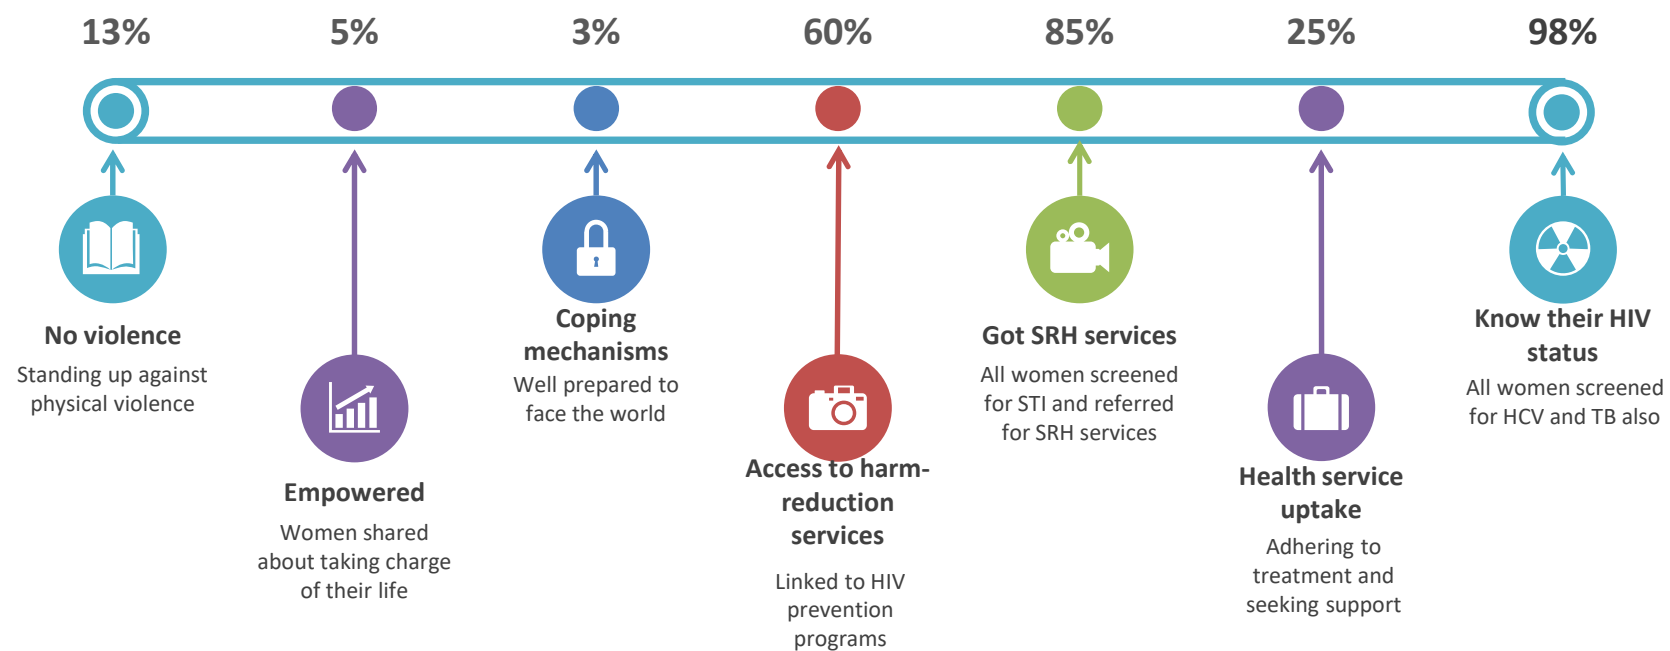 13%
5%
3%
60%
85%
25%
98%
No violence
Standing up against
physical violence
Empowered
Women shared
about taking charge
of their life
Coping
mechanisms
Well prepared to
face the world
Access to harm-
reduction
services
Linked to HIV
prevention
programs
Got SRH services
All women screened
for STI and referred
for SRH services
Health service
uptake
Adhering to
treatment and
seeking support
Know their HIV
status
All women screened
for HCV and TB also